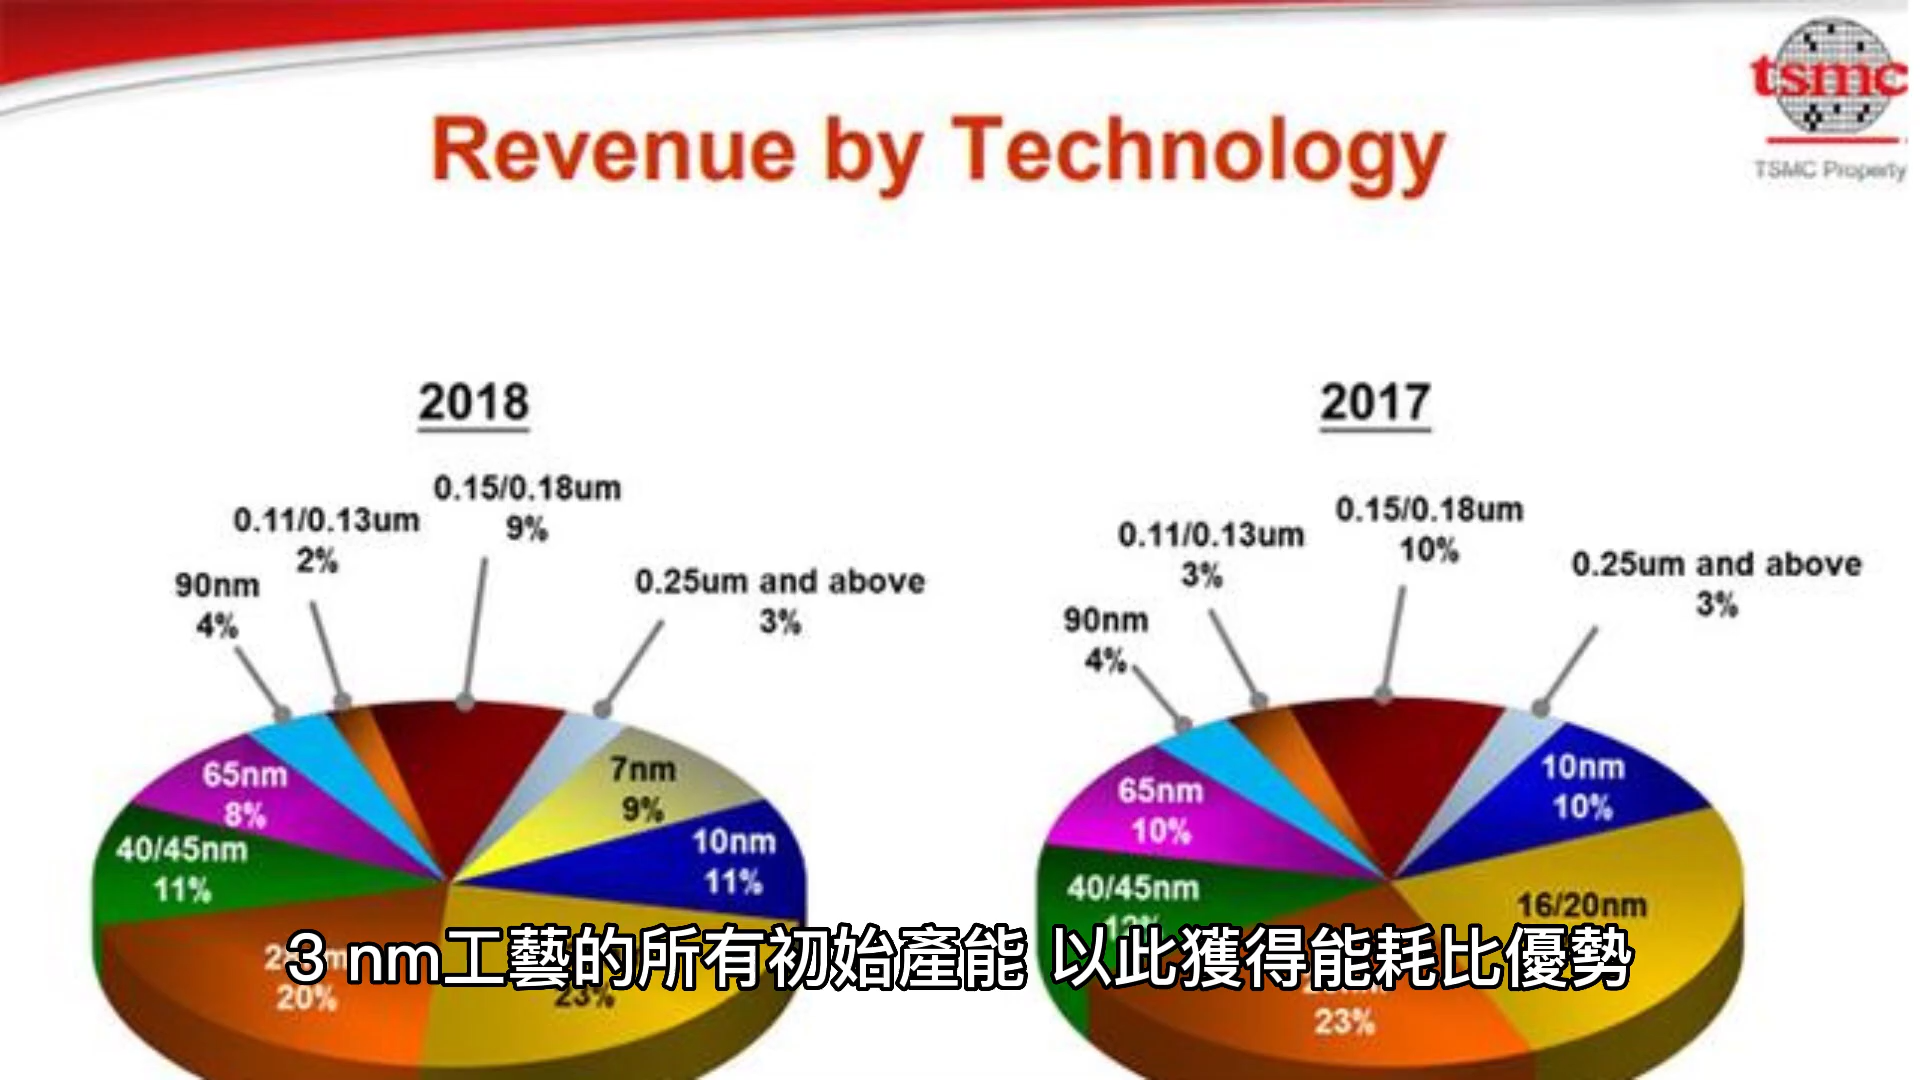 tsmc
TSMC Property
Revenue by Technology
2018
0.15/0.18um
9%
0.11/0.13um
2%
90nm
4%
0.25um and above
3%
65nm
8%
7nm
9%
40/45nm
11%
10nm
11%
20%
23%
2017
0.15/0.18um
10%
0.11/0.13um
3%
0.25um and above
3%
90nm
4%
65nm
10%
10nm
10%
40/45nm
16/20nm
23%
3 nm工藝的所有初始產能 以此獲得能耗比優勢